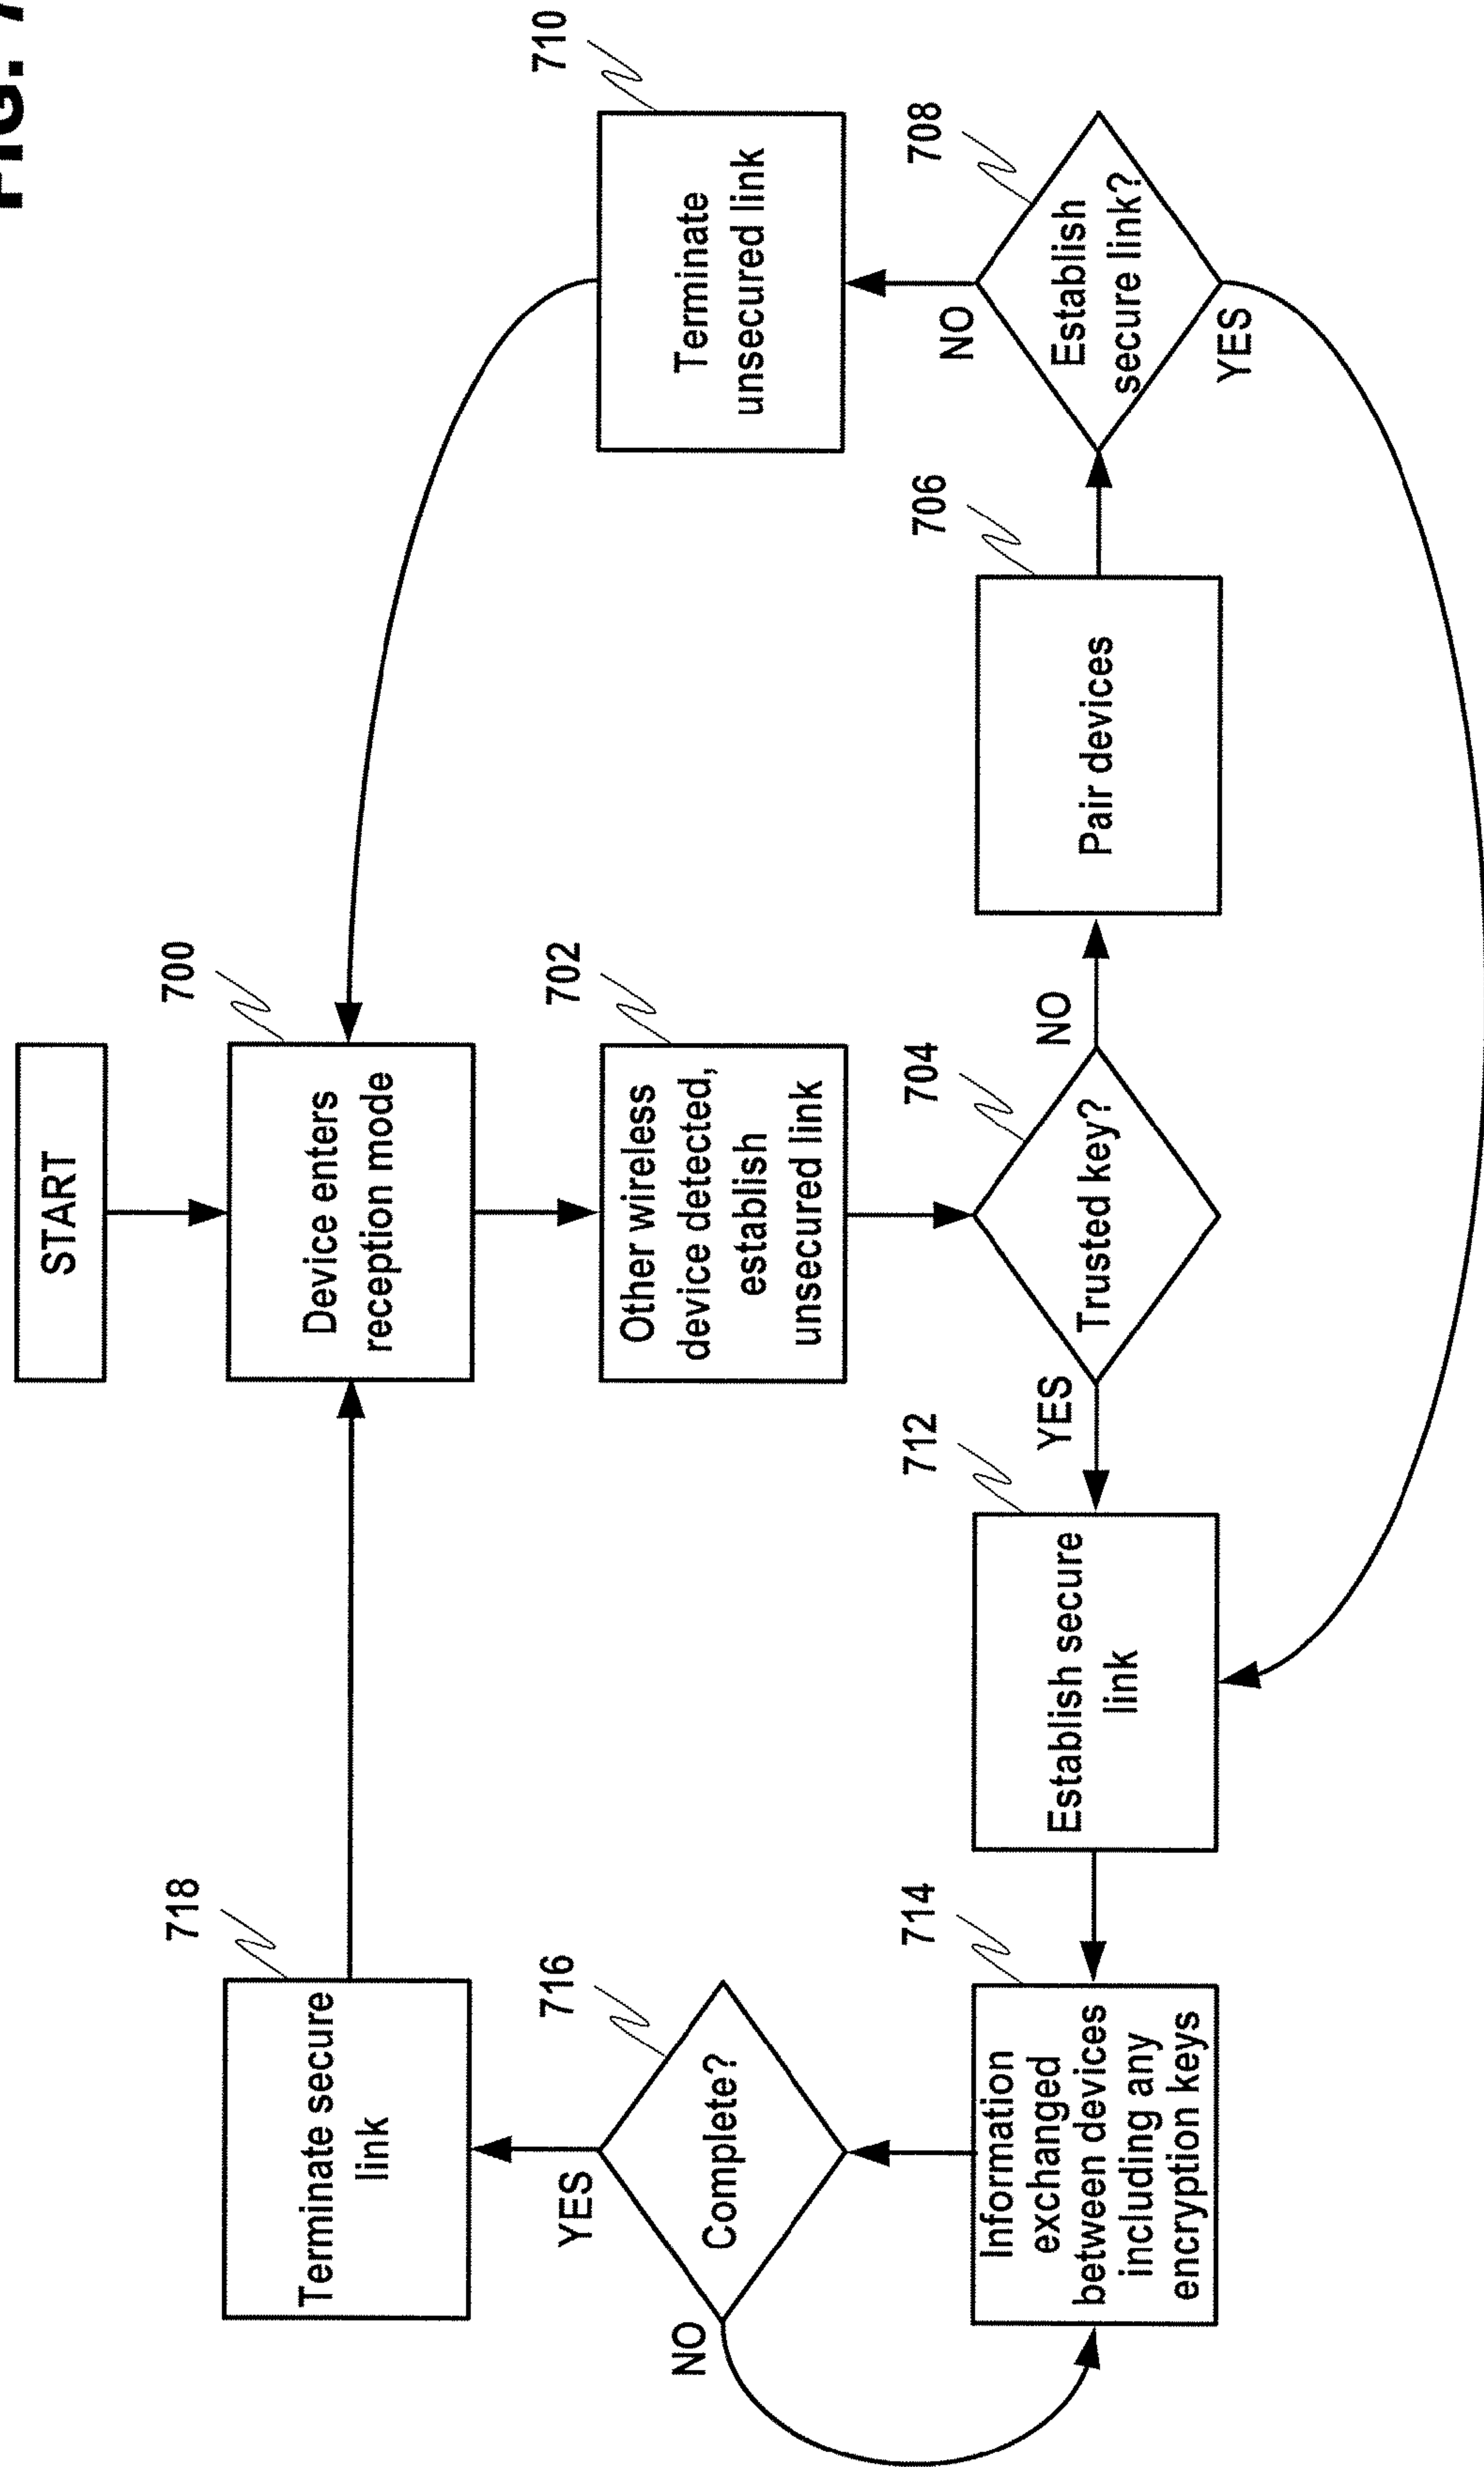 FIG. 7
START
700
Device enters
reception mode
702
Other wireless
device detected,
establish
unsecured link
704
Trusted key?
NO
YES
706
Pair devices
708
Establish
secure link?
NO
YES
710
Terminate
unsecured link
712
Establish secure
link
714
Information
exchanged
between devices
including any
encryption keys
716
Complete?
NO
YES
718
Terminate secure
link